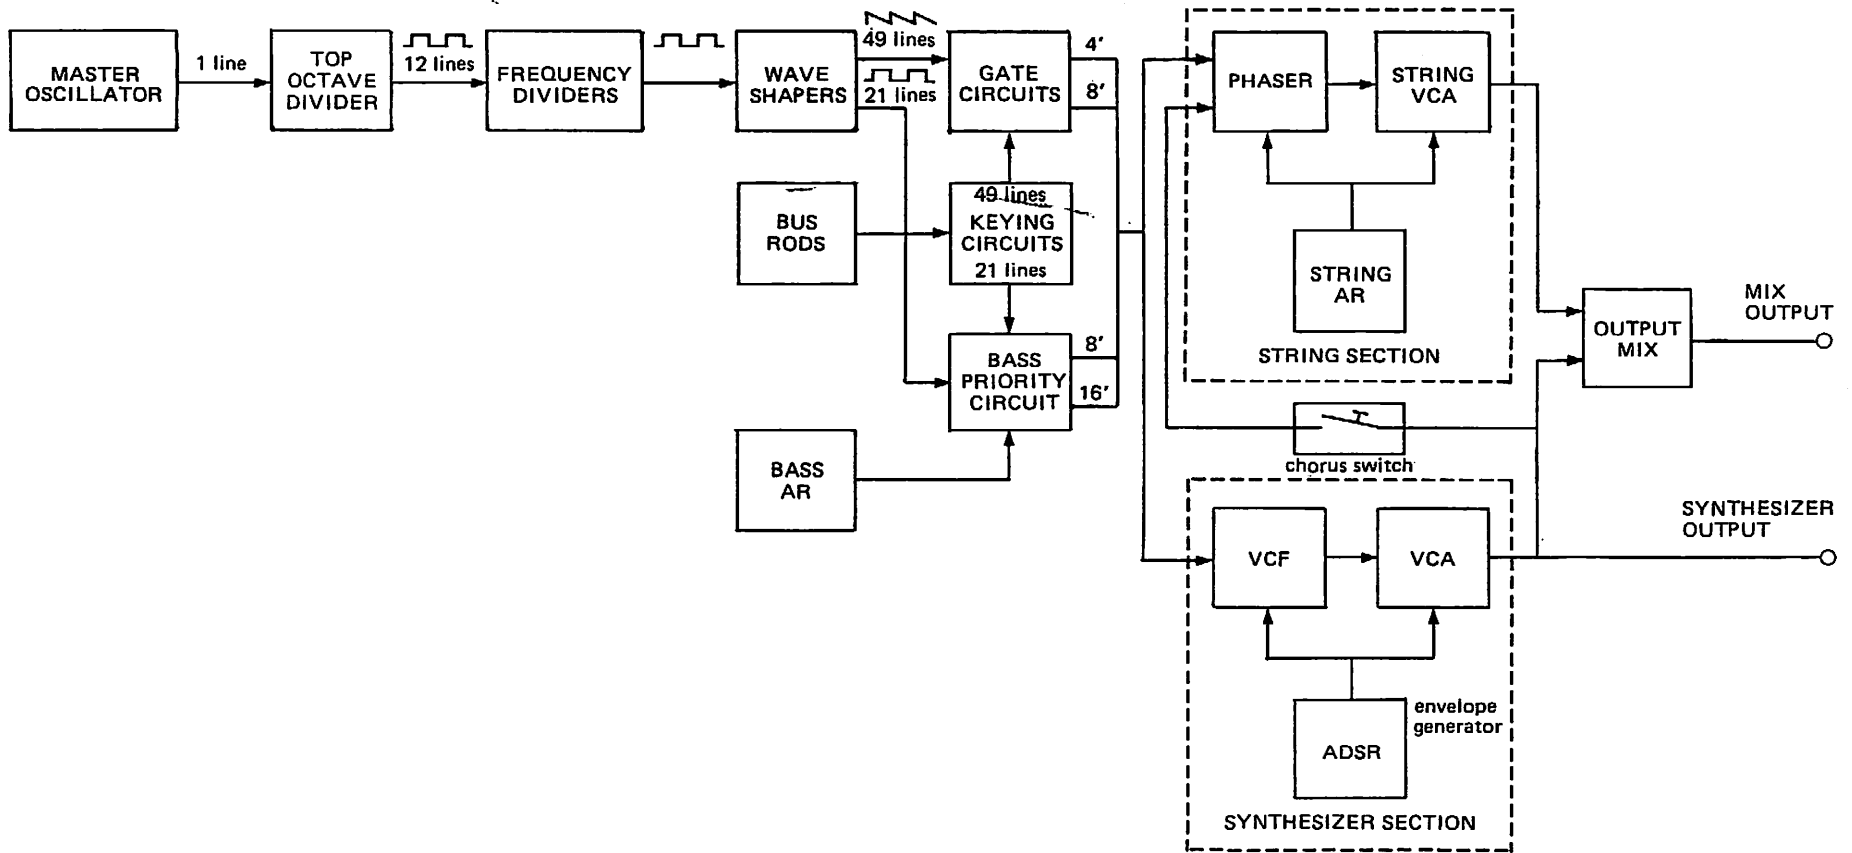 MASTER
OSCILLATOR
1 line
TOP
OCTAVE
DIVIDER
12 lines
FREQUENCY
DIVIDERS
WAVE
SHAPERS
49 lines
21 lines
GATE
CIRCUITS
4'
8'
BUS
RODS
49 lines
KEYING
CIRCUITS
21 lines
BASS
PRIORITY
CIRCUIT
8'
16'
BASS
AR
PHASER
STRING
VCA
STRING
AR
STRING SECTION
chorus switch
VCF
VCA
ADSR
envelope
generator
SYNTHESIZER SECTION
OUTPUT
MIX
MIX
OUTPUT
SYNTHESIZER
OUTPUT